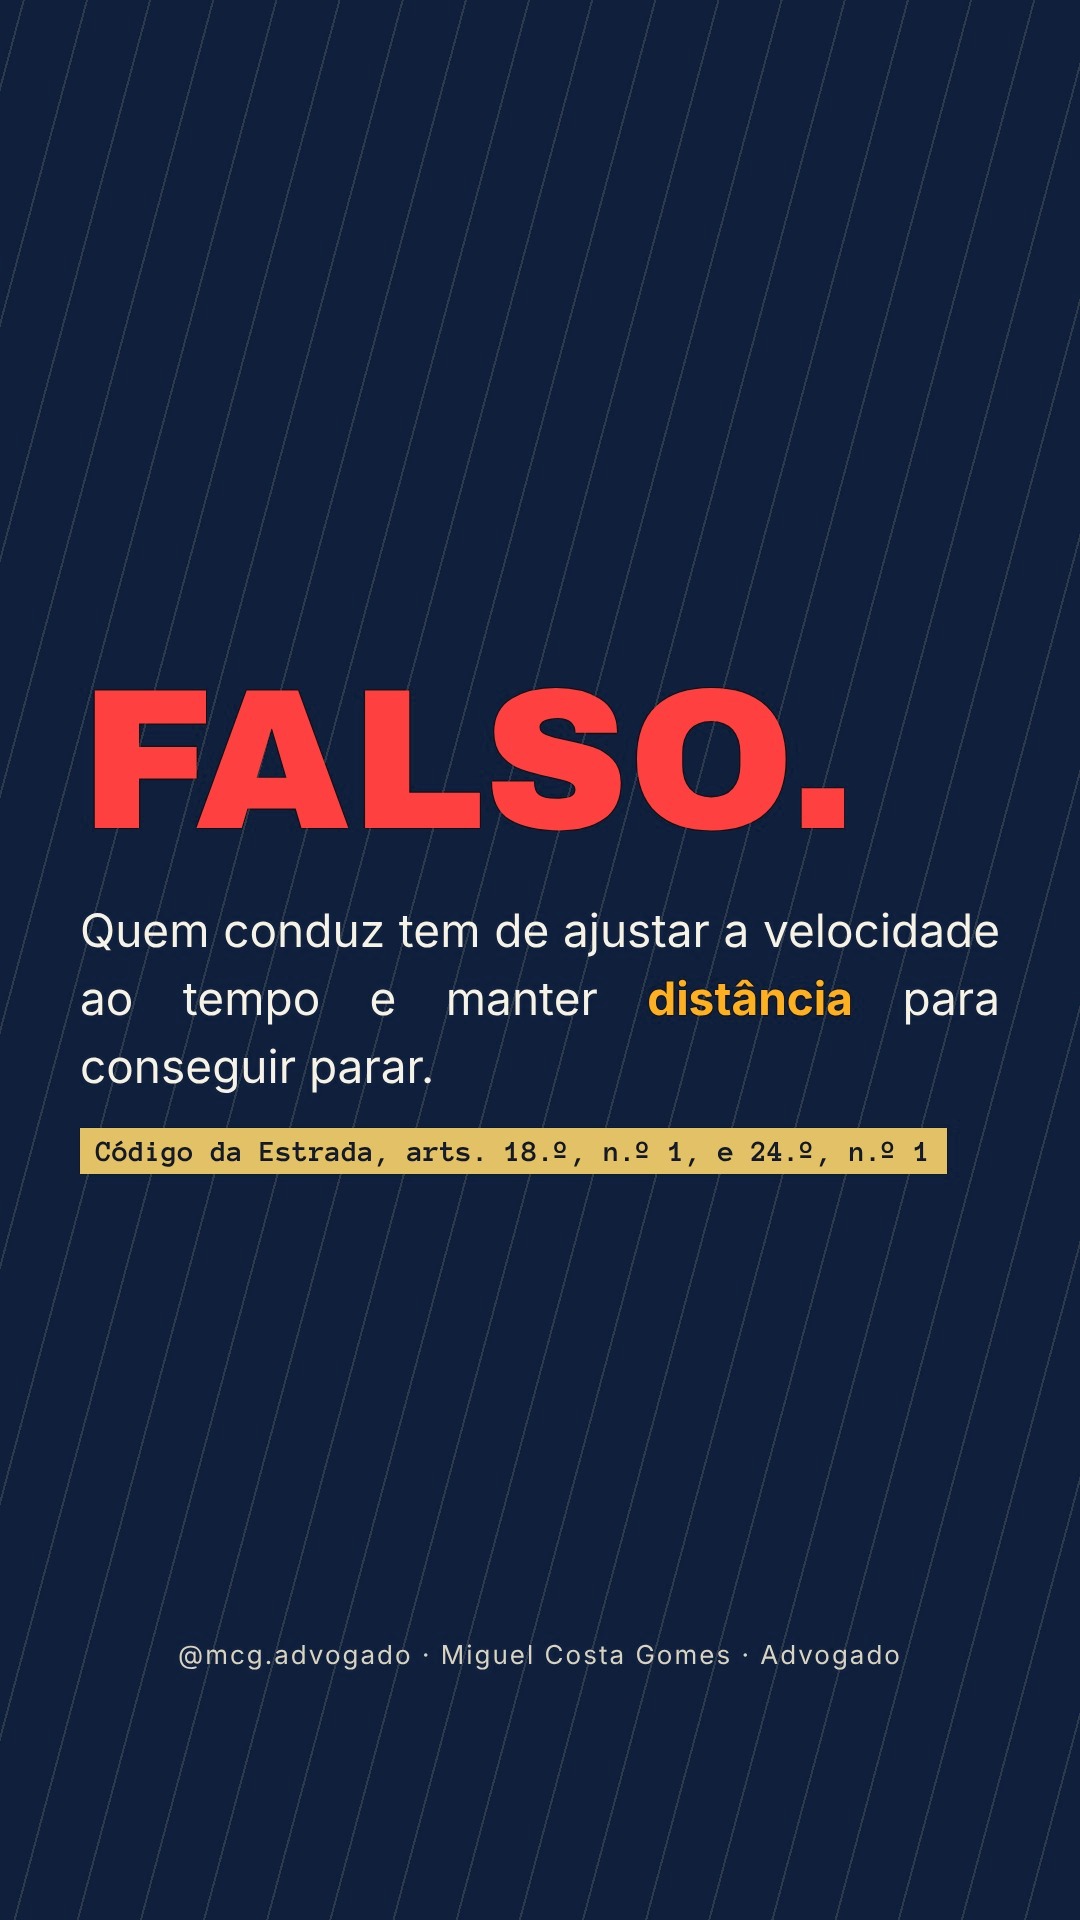 FALSO.
Quem conduz tem de ajustar a velocidade
ao tempo e manter distância para
conseguir parar.
Código da Estrada, arts. 18.º, n.º 1, e 24.º, n.º 1
@mcg.advogado · Miguel Costa Gomes · Advogado